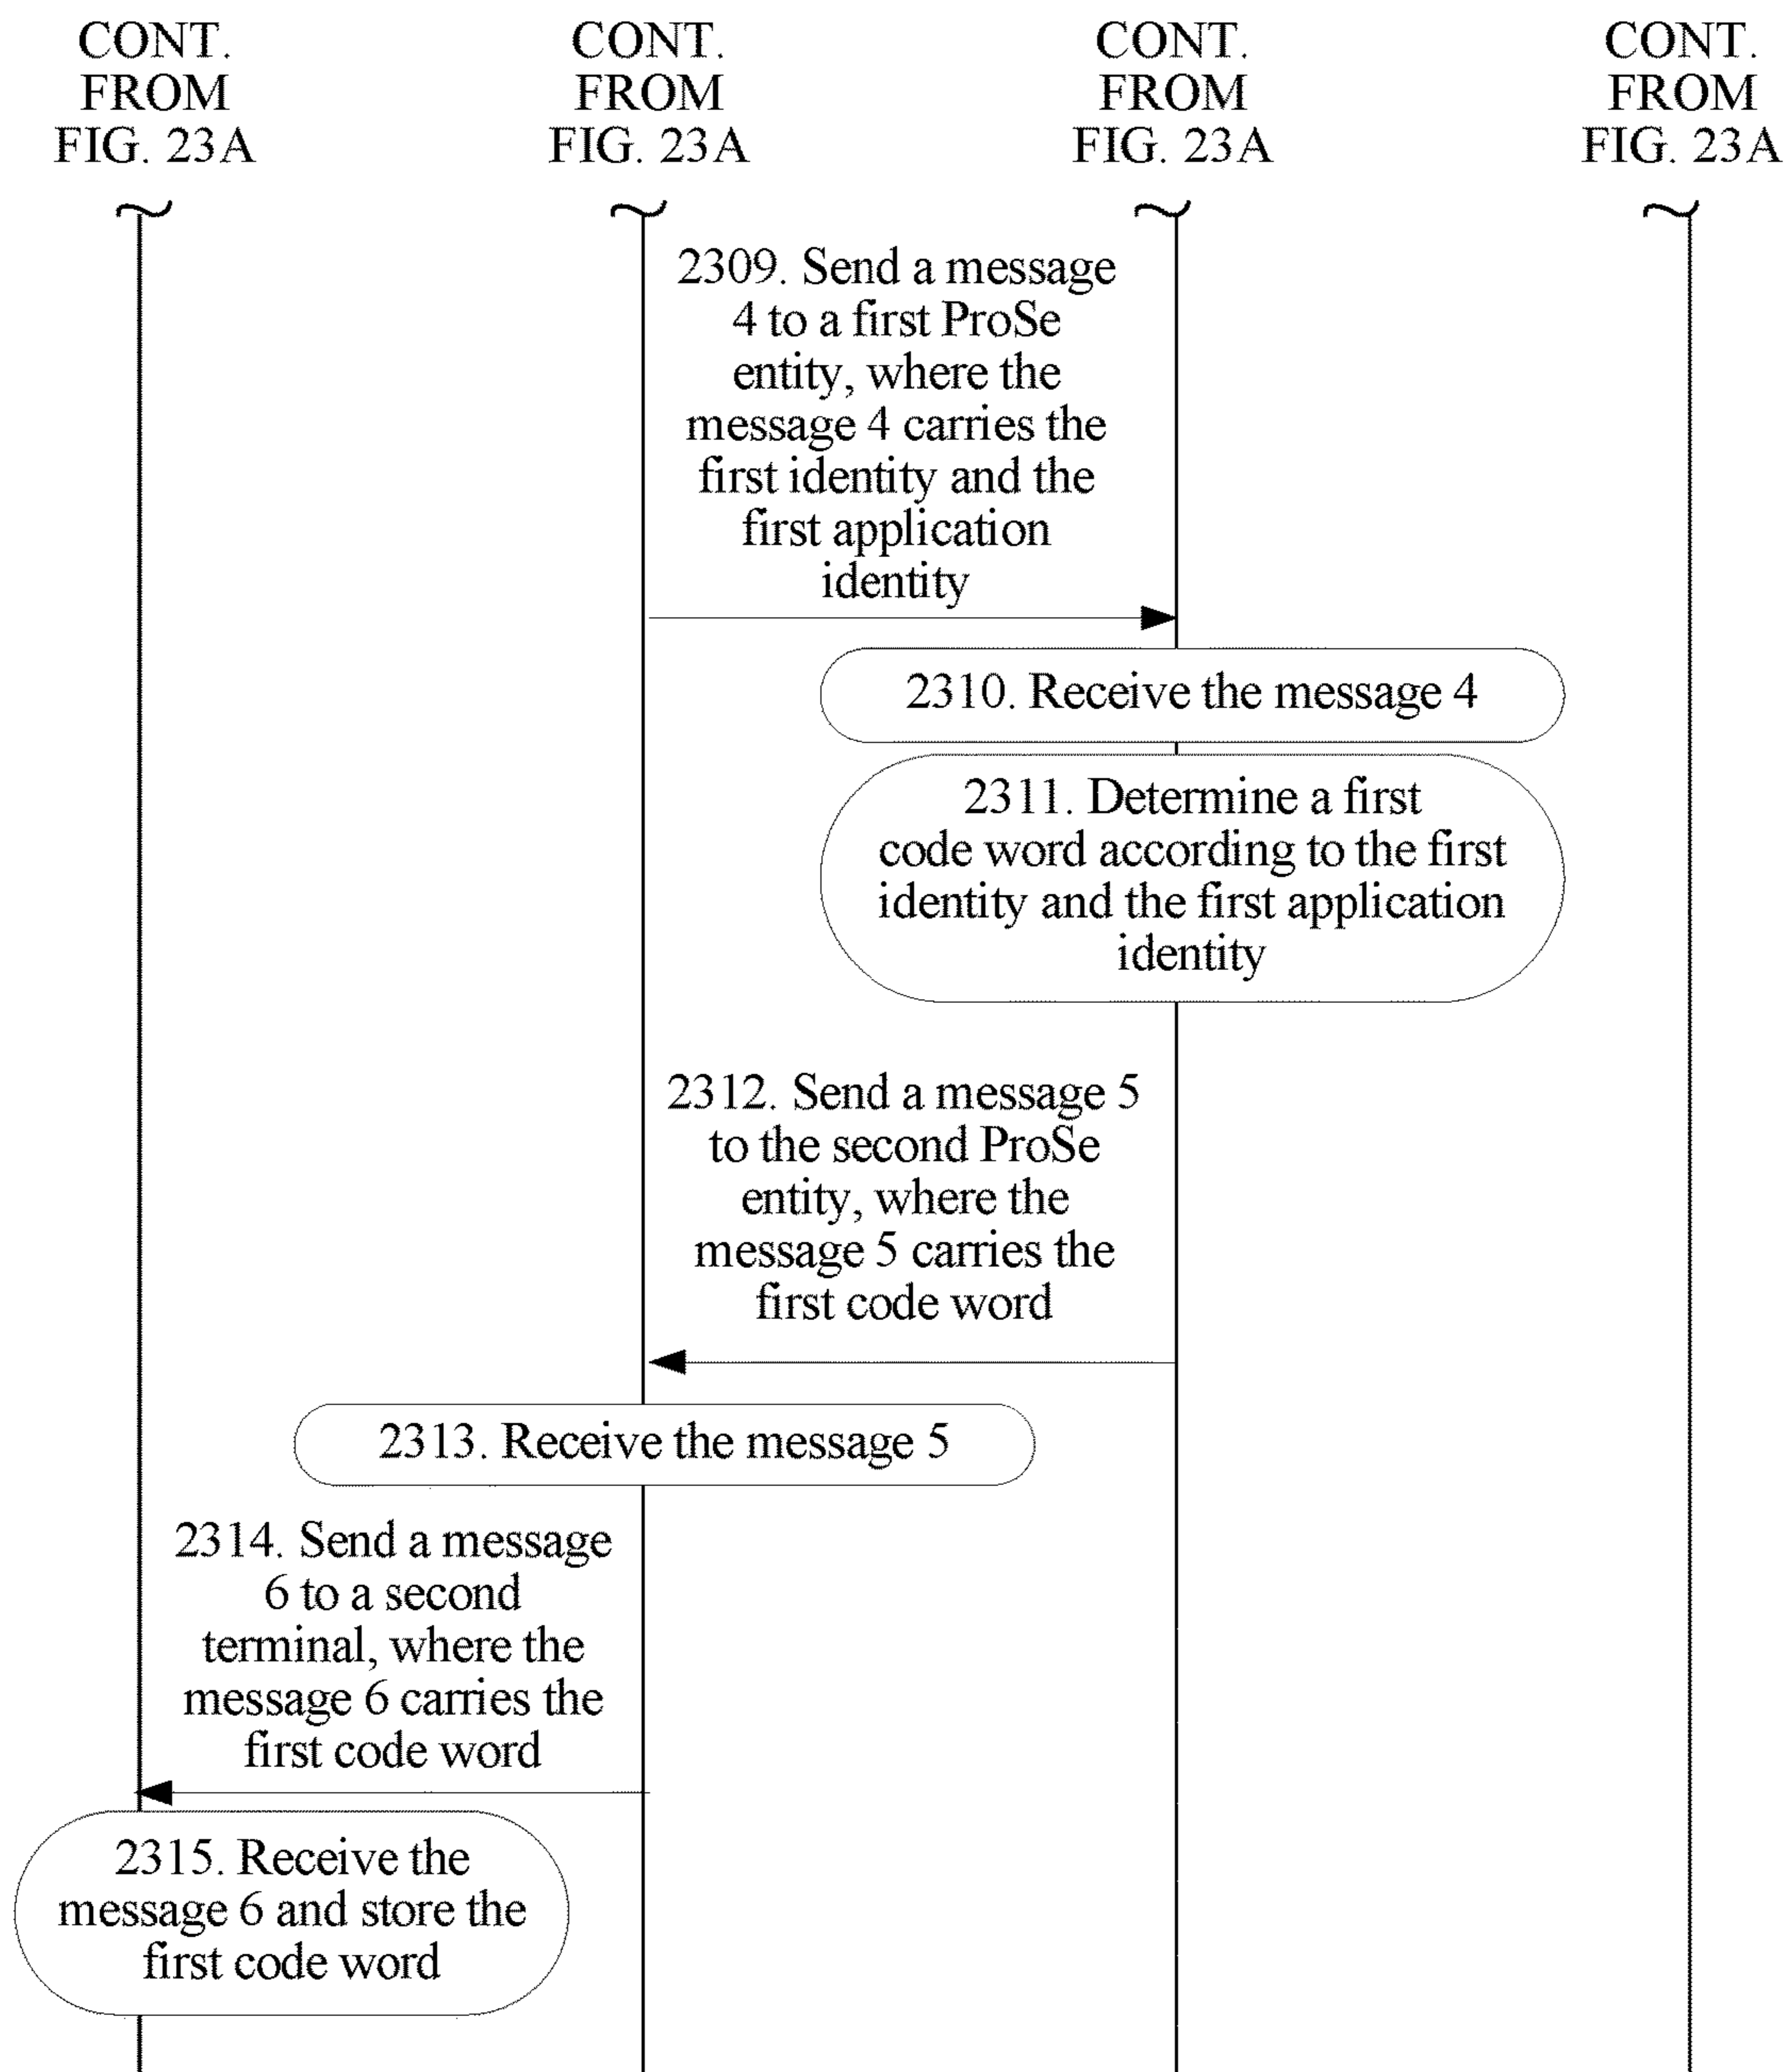 CONT.
FROM
FIG. 23A
CONT.
FROM
FIG. 23A
CONT.
FROM
FIG. 23A
CONT.
FROM
FIG. 23A
2309. Send a message
4 to a first ProSe
entity, where the
message 4 carries the
first identity and the
first application
identity
2310. Receive the message 4
2311. Determine a first
code word according to the first
identity and the first application
identity
2312. Send a message 5
to the second ProSe
entity, where the
message 5 carries the
first code word
2313. Receive the message 5
2314. Send a message
6 to a second
terminal, where the
message 6 carries the
first code word
2315. Receive the
message 6 and store the
first code word